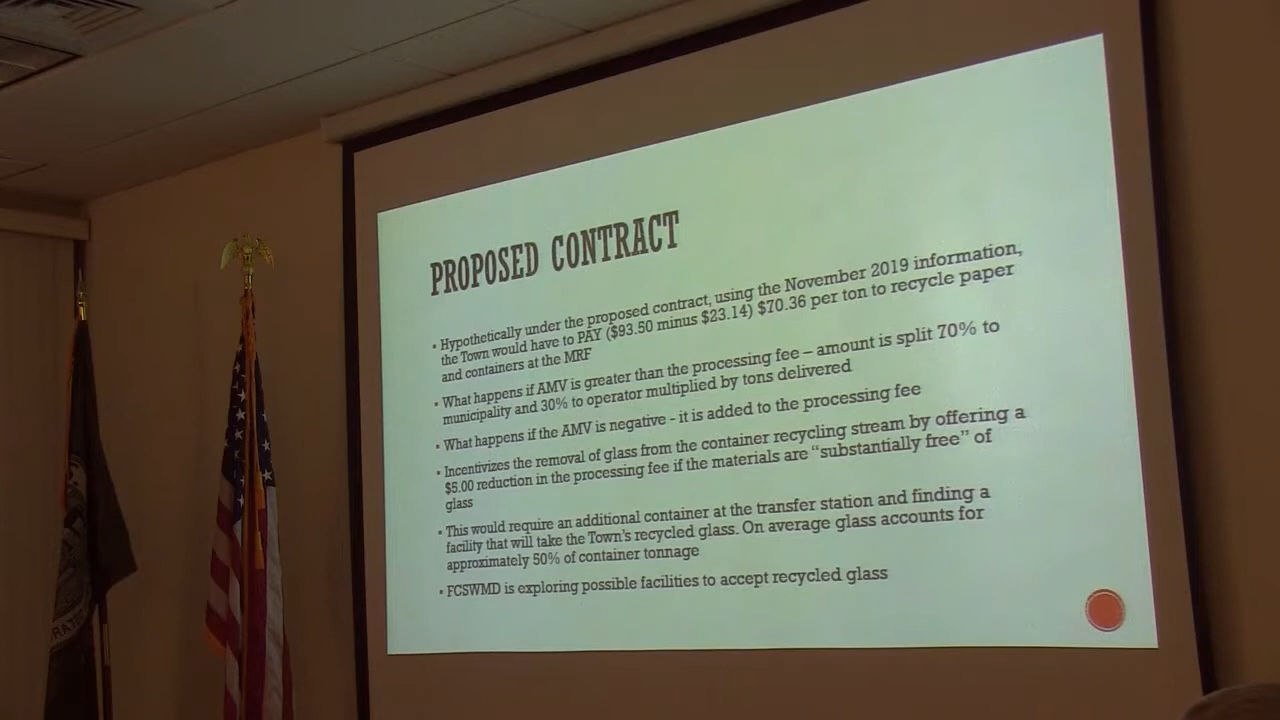 PROPOSED CONTRACT
▪ Hypothetically under the proposed contract, using the November 2019 information,
the Town would have to PAY ($93.50 minus $23.14) $70.36 per ton to recycle paper
and containers at the MRF
▪ What happens if AMV is greater than the processing fee – amount is split 70% to
municipality and 30% to operator multiplied by tons delivered
▪ What happens if the AMV is negative - it is added to the processing fee
▪ Incentivizes the removal of glass from the container recycling stream by offering a
$5.00 reduction in the processing fee if the materials are “substantially free” of
glass
▪ This would require an additional container at the transfer station and finding a
facility that will take the Town’s recycled glass. On average glass accounts for
approximately 50% of container tonnage
▪ FCSWMD is exploring possible facilities to accept recycled glass